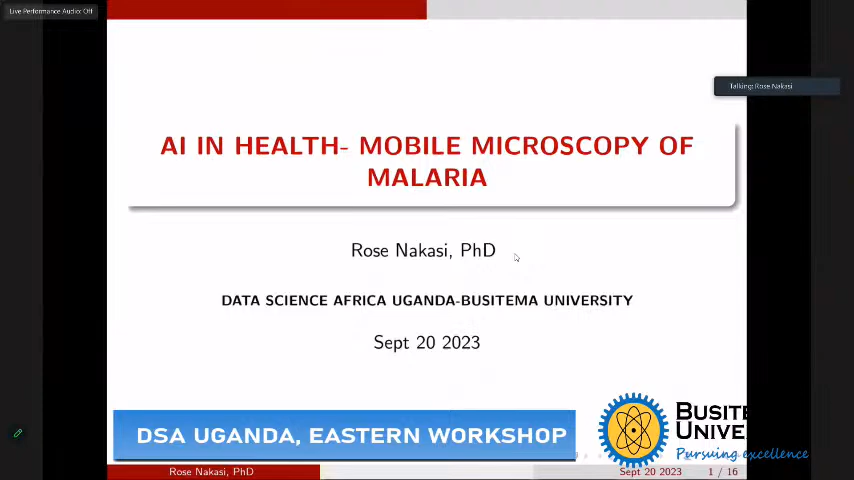 Live Performance Audio: Off
Talking: Rose Nakasi
AI IN HEALTH- MOBILE MICROSCOPY OF
MALARIA
Rose Nakasi, PhD
DATA SCIENCE AFRICA UGANDA-BUSITEMA UNIVERSITY
Sept 20 2023
DSA UGANDA, EASTERN WORKSHOP
BUSITE
UNIVE
Pursuing excellence
Rose Nakasi, PhD
Sept 20 2023
1 / 16